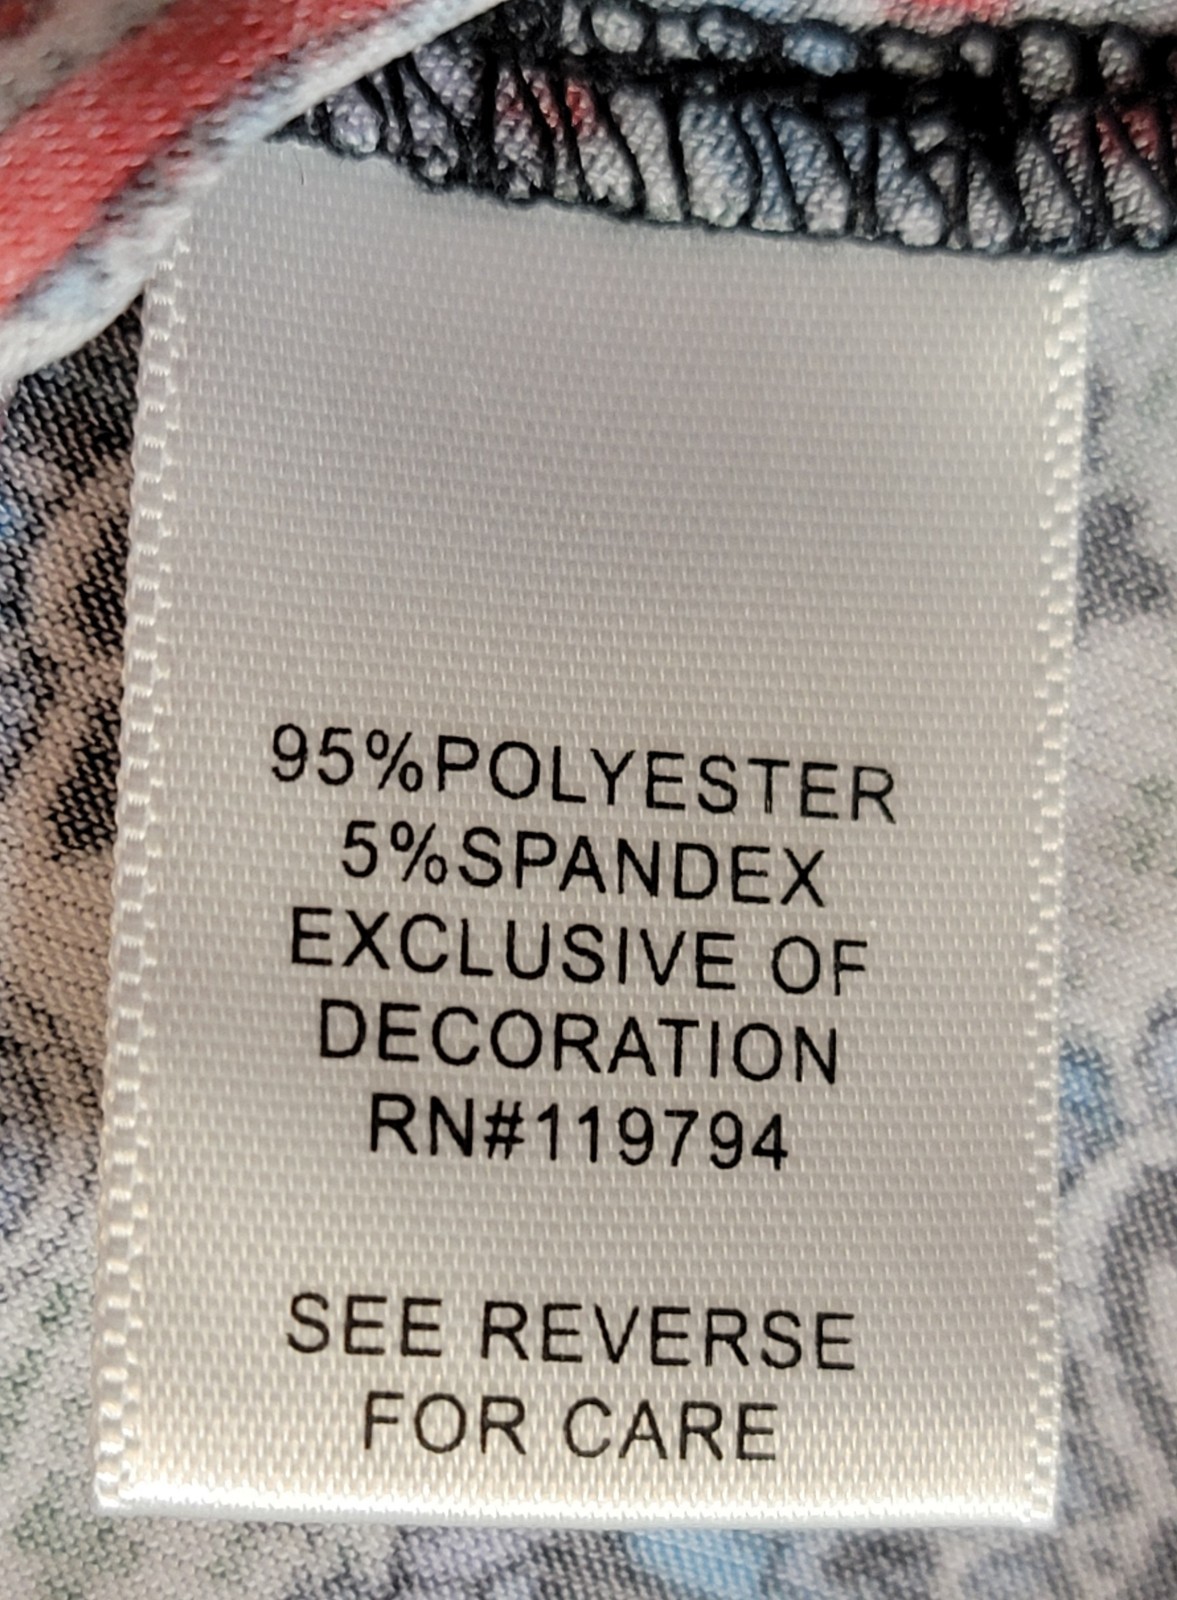 95%POLYESTER
5%SPANDEX
EXCLUSIVE OF
DECORATION
RN#119794
SEE REVERSE
FOR CARE